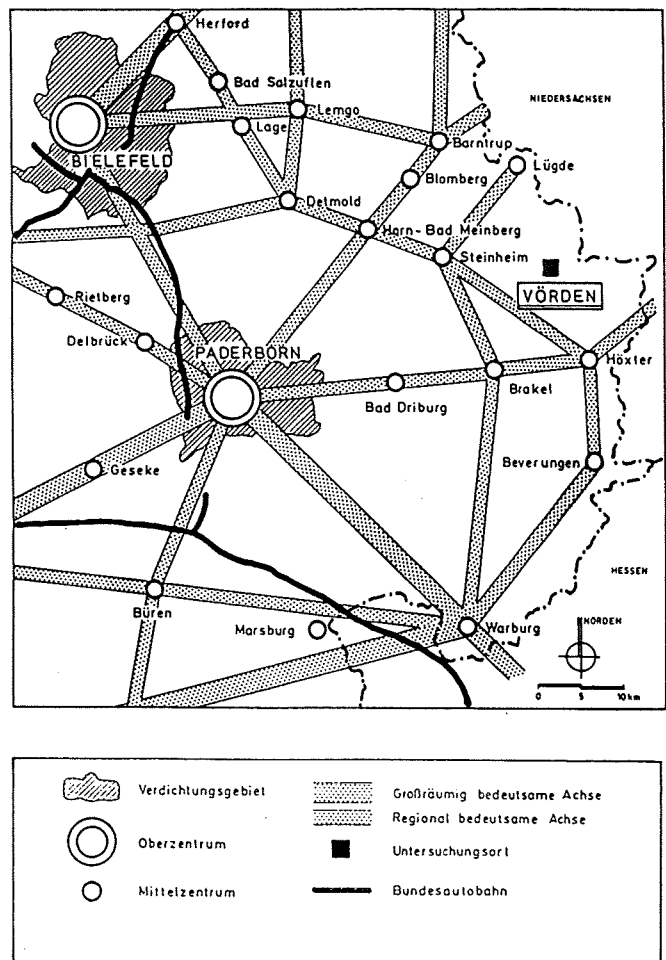 Herford
Bad Salzuflen
NIEDERSACHSEN
Lemgo
Lage
Barntrup
BIELEFELD
Lügde
Blomberg
Detmold
Horn-Bad Meinberg
Steinheim
Rietberg
VÖRDEN
Delbrück
PADERBORN
Höxter
Brakel
Bad Driburg
Beverungen
Geseke
HESSEN
Büren
NORDEN
Marsburg
Warburg
0 5 10km
Verdichtungsgebiet
Großräumig bedeutsame Achse
Regional bedeutsame Achse
Oberzentrum
Untersuchungsort
Mittelzentrum
Bundesautobahn